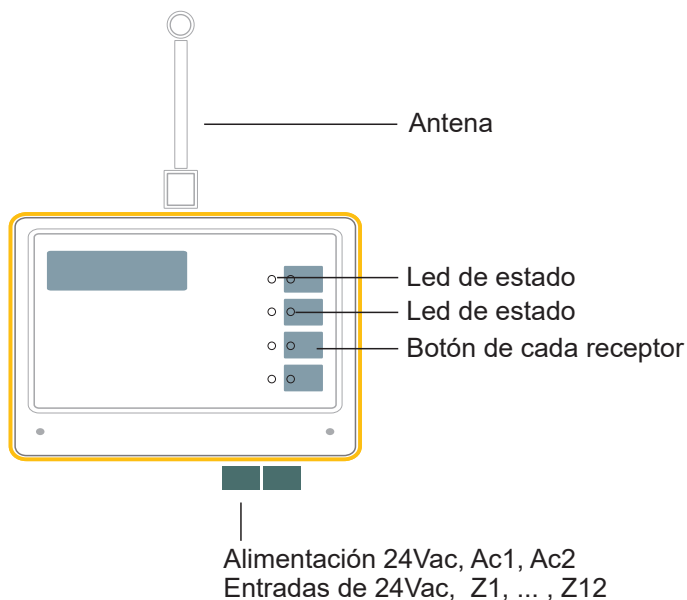 Antena
Led de estado
Led de estado
Botón de cada receptor
Alimentación 24Vac, Ac1, Ac2
Entradas de 24Vac, Z1, ... , Z12